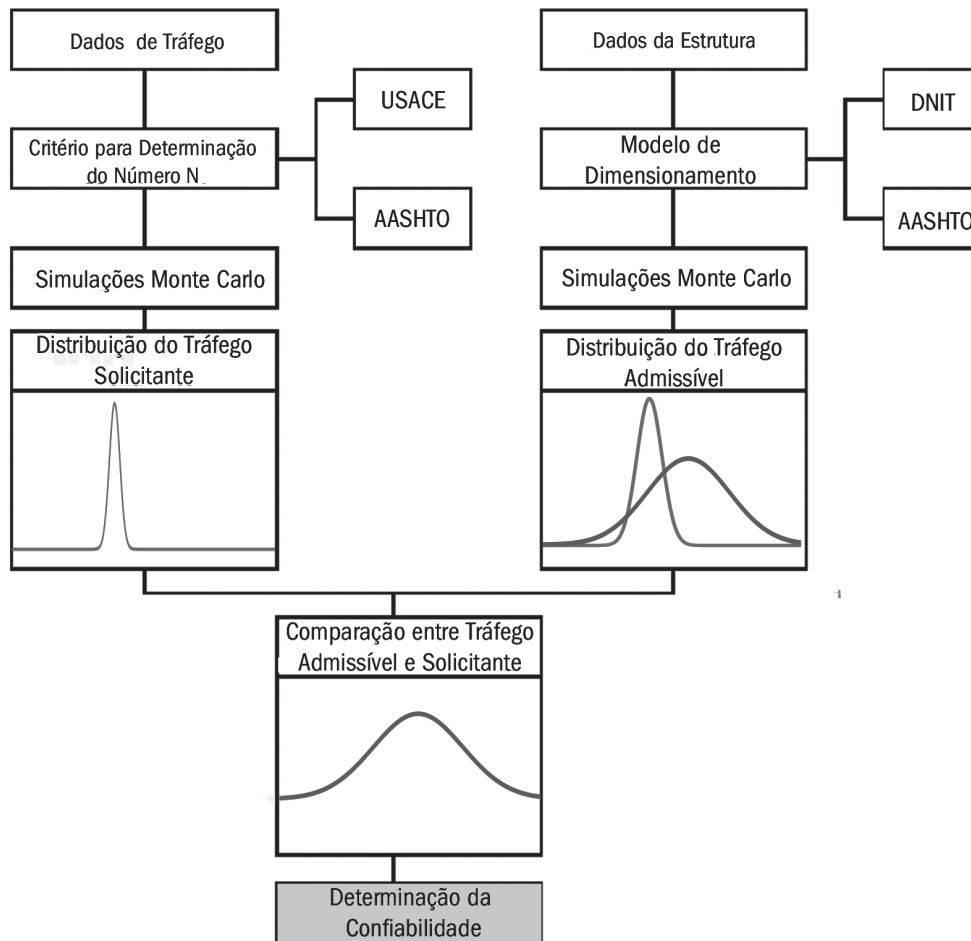 Dados de Tráfego
Dados da Estrutura
USACE
DNIT
Critério para Determinação
do Número N
Modelo de
Dimensionamento
AASHTO
AASHTO
Simulações Monte Carlo
Simulações Monte Carlo
Distribuição do Tráfego
Solicitante
Distribuição do Tráfego
Admissível
Comparação entre Tráfego
Admissível e Solicitante
Determinação da
Confiabilidade